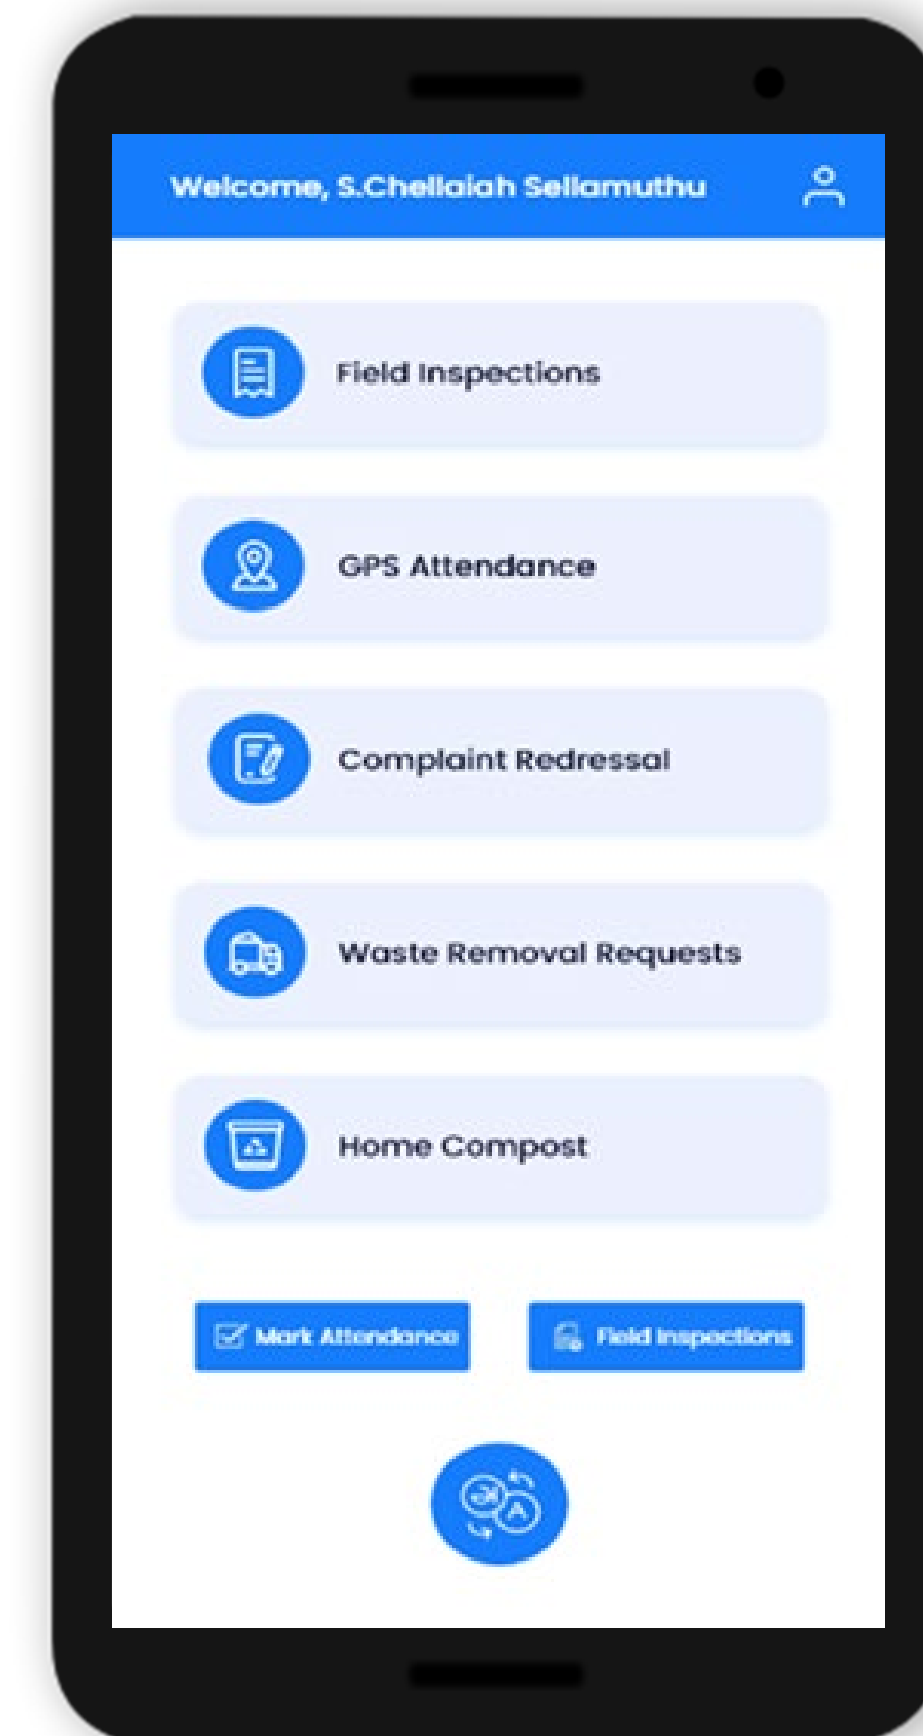 Welcome, S.Chellaiah Sellamuthu
Field Inspections
GPS Attendance
Complaint Redressal
Waste Removal Requests
Home Compost
Mark Attendance
Field Inspections
A